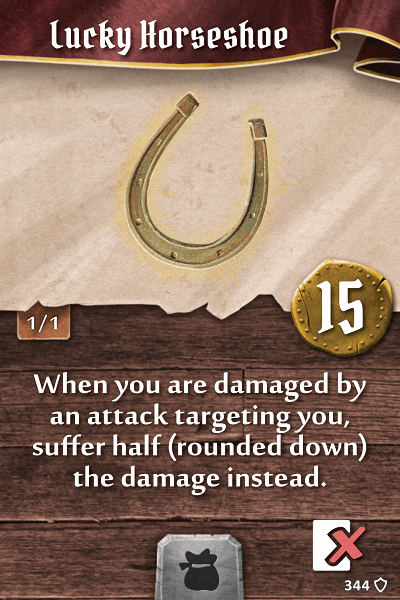 Lucky Horseshoe
1/1
15
When you are damaged by
an attack targeting you,
suffer half (rounded down)
the damage instead.
344